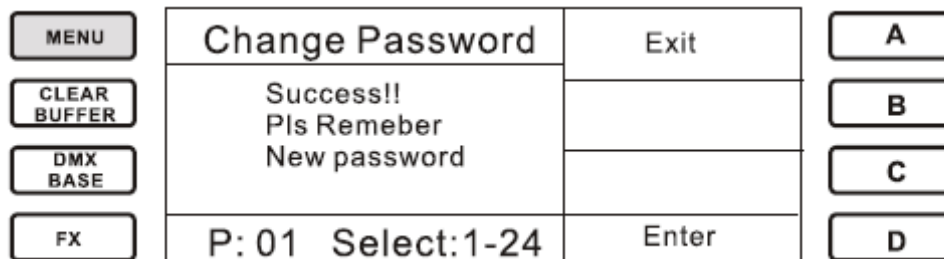 MENU
CLEAR
BUFFER
DMX
BASE
FX
Change Password
Success!!
Pls Remeber
New password
P: 01 Select:1-24
Exit
Enter
A
B
C
D